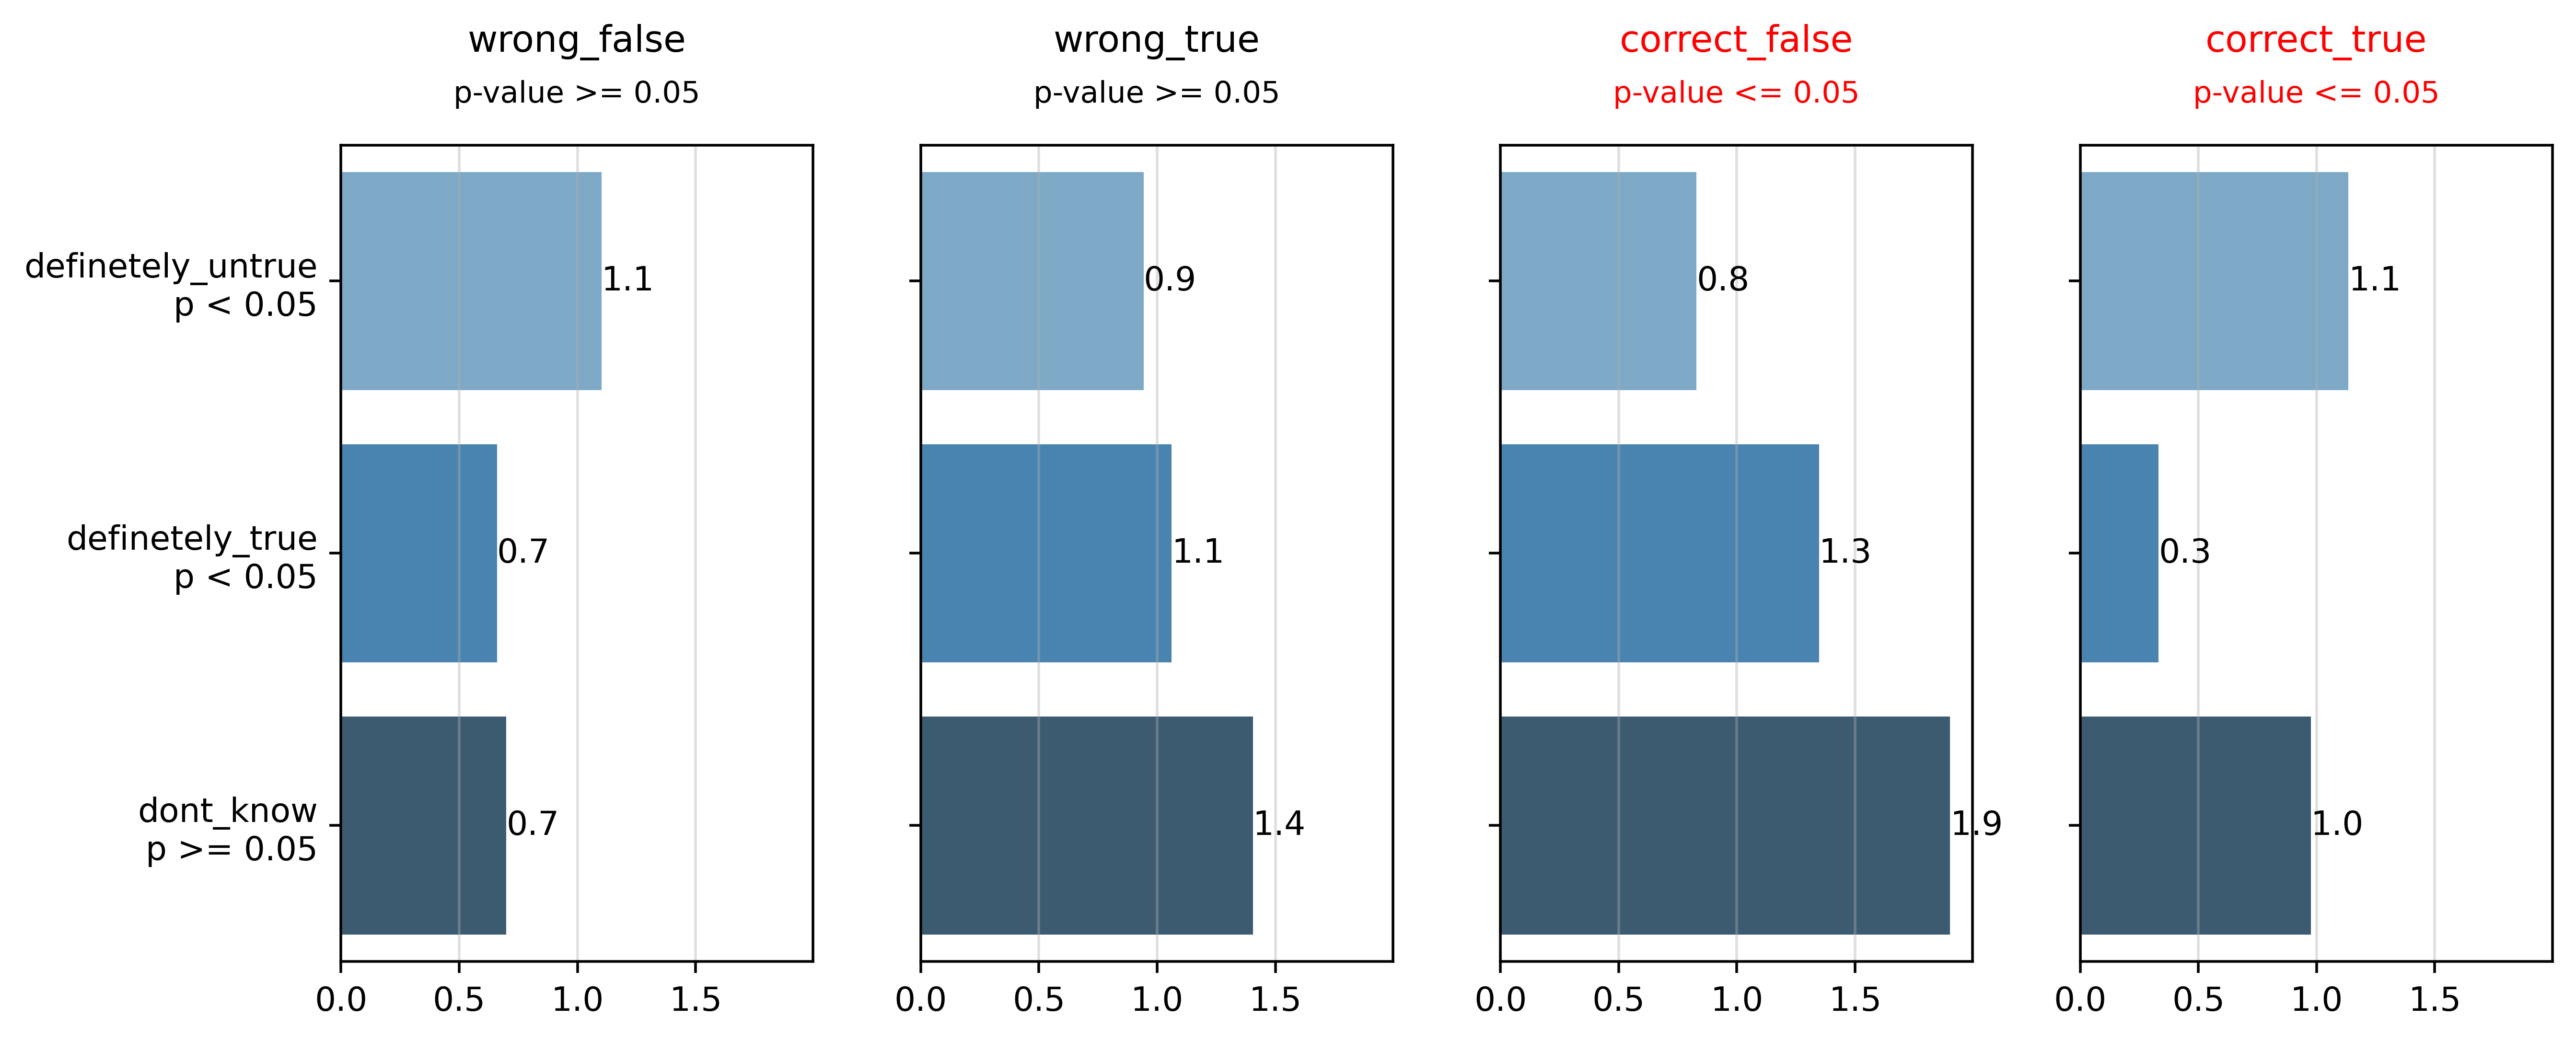 wrong_false
p-value >= 0.05
wrong_true
p-value >= 0.05
correct_false
p-value <= 0.05
correct_true
p-value <= 0.05
definetely_untrue
p < 0.05
definetely_true
p < 0.05
dont_know
p >= 0.05
1.1
0.7
0.7
0.0 0.5 1.0 1.5
0.9
1.1
1.4
0.0 0.5 1.0 1.5
0.8
1.3
1.9
0.0 0.5 1.0 1.5
1.1
0.3
1.0
0.0 0.5 1.0 1.5